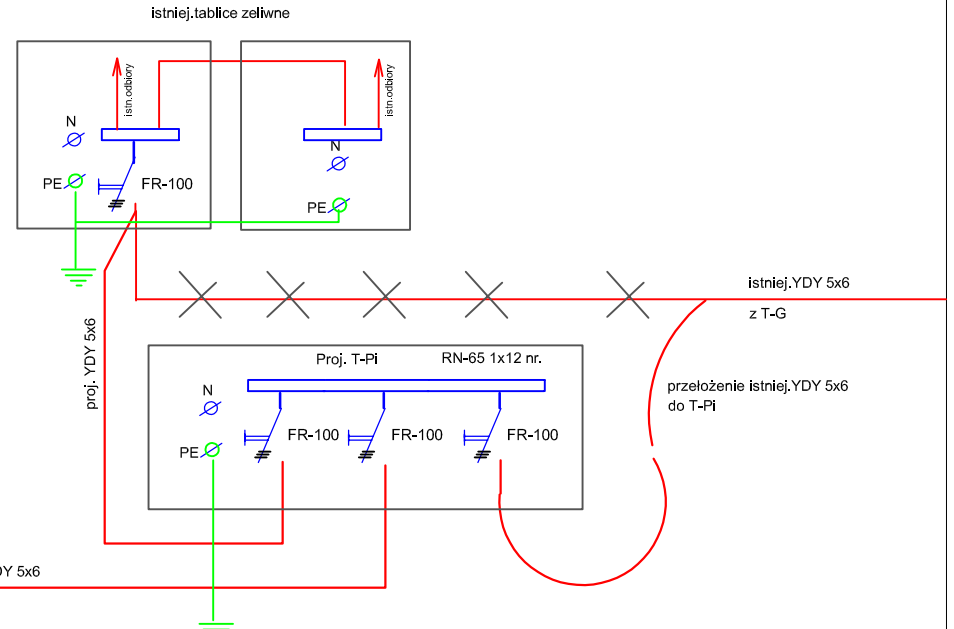 istniej.tablice zeliwne
istn.odbiory
istn.odbiory
N
N
PE
FR-100
PE
istniej.YDY 5x6
z T-G
proj. YDY 5x6
Proj. T-Pi
RN-65 1x12 nr.
przełożenie istniej.YDY 5x6
do T-Pi
N
FR-100
FR-100
FR-100
PE
DY 5x6